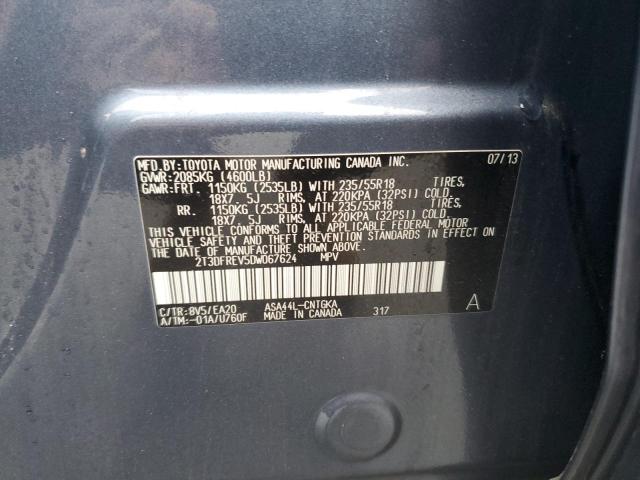 MFD.BY:TOYOTA MOTOR MANUFACTURING CANADA INC. 07/13
GVWR:2085KG (4600LB)
GAWR:FRT. 1150KG (2535LB) WITH 235/55R18 TIRES,
18X7.5J RIMS, AT 220KPA (32PSI) COLD.
RR. 1150KG (2535LB) WITH 235/55R18 TIRES,
18X7.5J RIMS, AT 220KPA (32PSI) COLD.
THIS VEHICLE CONFORMS TO ALL APPLICABLE FEDERAL MOTOR
VEHICLE SAFETY AND THEFT PREVENTION STANDARDS IN EFFECT ON
THE DATE OF MANUFACTURE SHOWN ABOVE.
2T3DFREV5DW067624 MPV
C/TR:8V5/EA20 ASA44L-CNTGKA A
A/TM:-01A/U760F MADE IN CANADA 317